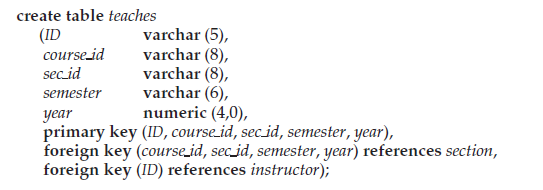 create table teaches
(ID varchar (5),
course_id varchar (8),
sec_id varchar (8),
semester varchar (6),
year numeric (4,0),
primary key (ID, course_id, sec_id, semester, year),
foreign key (course_id, sec_id, semester, year) references section,
foreign key (ID) references instructor);